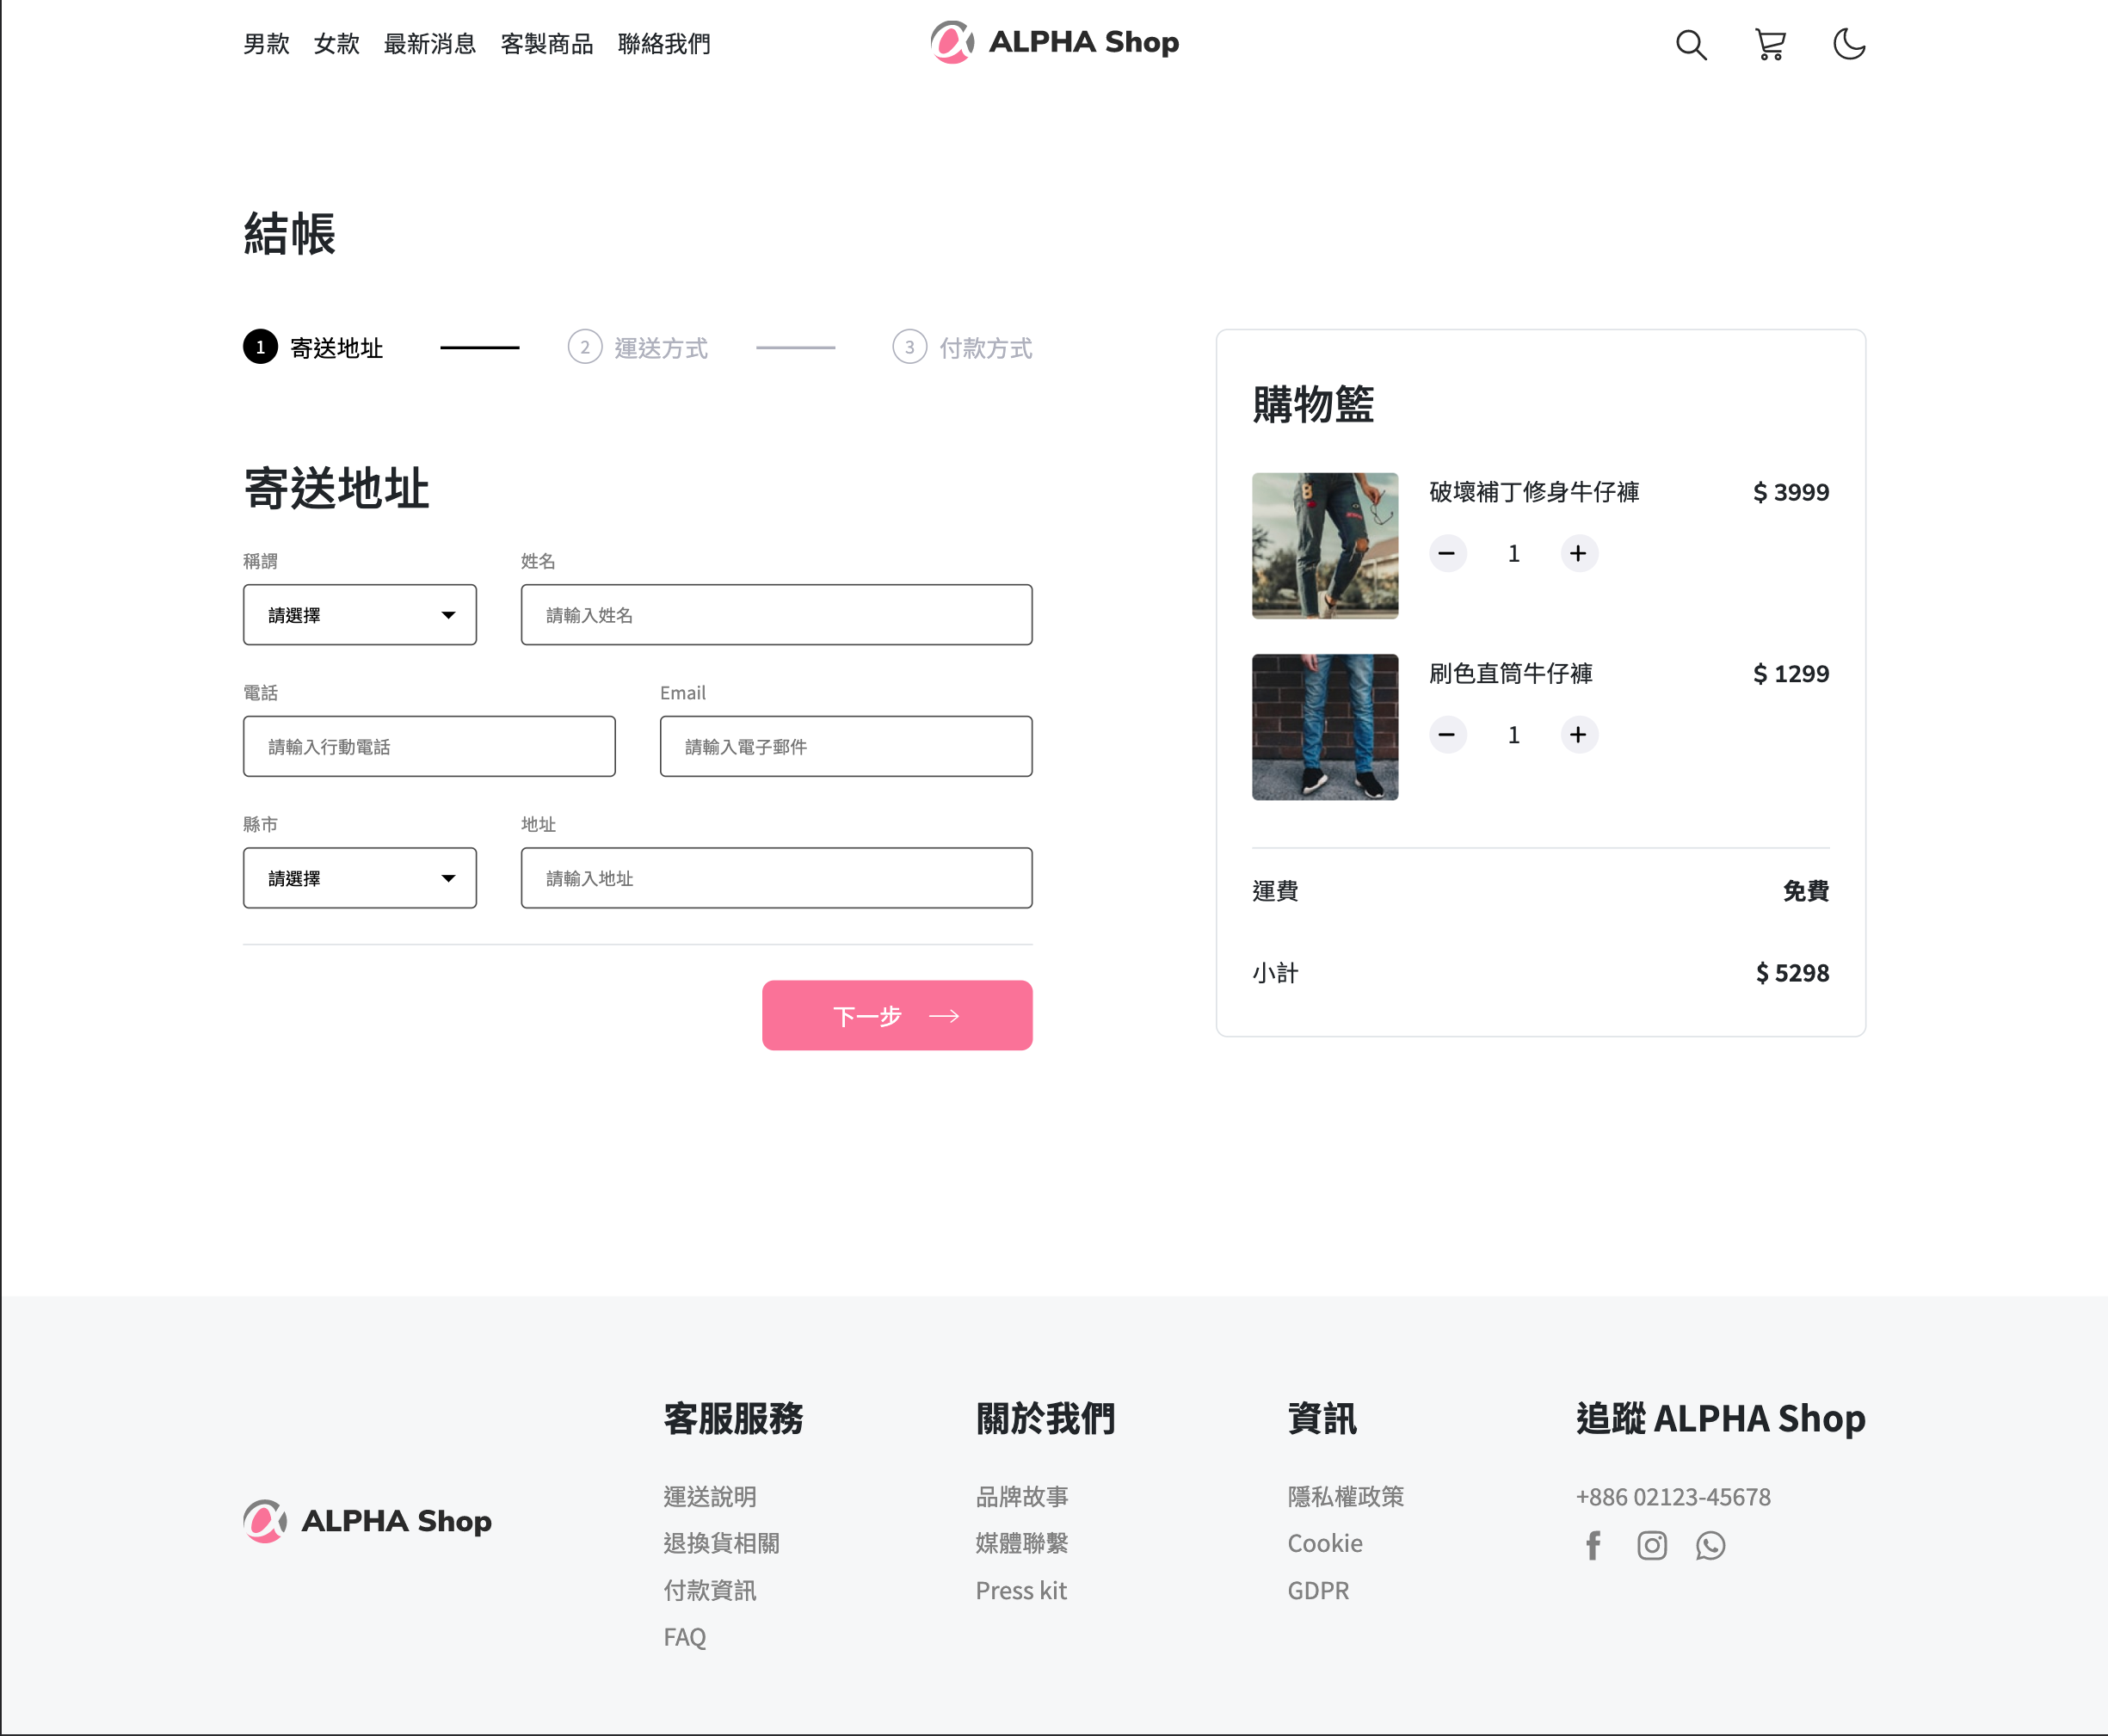 男款 女款 最新消息 客製商品 聯絡我們
ALPHA Shop
結帳
1 寄送地址
2 運送方式
3 付款方式
寄送地址
稱謂 姓名
請選擇 請輸入姓名
電話 Email
請輸入行動電話 請輸入電子郵件
縣市 地址
請選擇 請輸入地址
下一步
購物籃
破壞補丁修身牛仔褲 $ 3999
1
刷色直筒牛仔褲 $ 1299
1
運費 免費
小計 $ 5298
ALPHA Shop
客服服務
運送說明
退換貨相關
付款資訊
FAQ
關於我們
品牌故事
媒體聯繫
Press kit
資訊
隱私權政策
Cookie
GDPR
追蹤 ALPHA Shop
+886 02123-45678